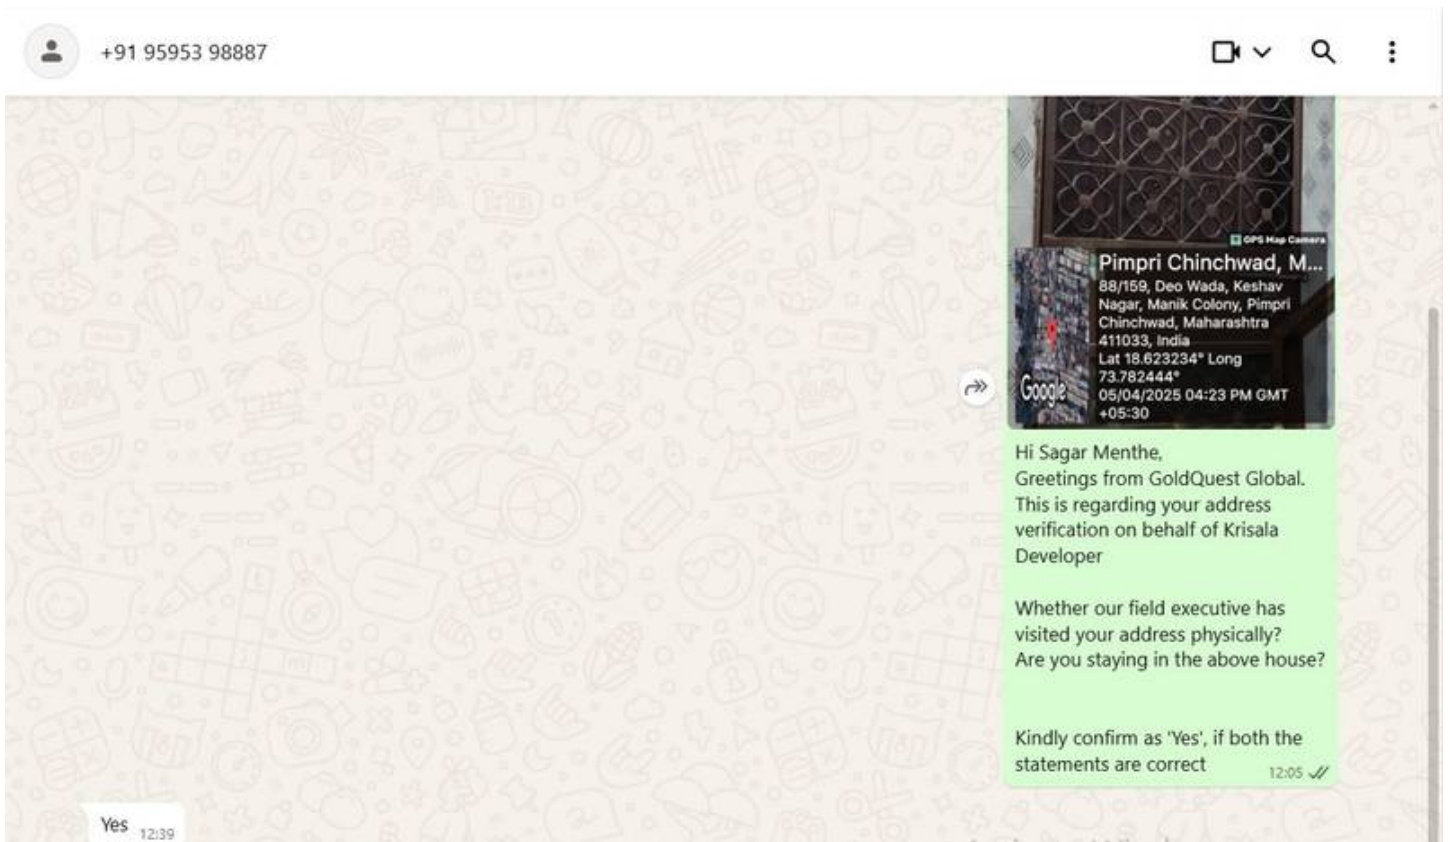 +91 95953 98887
GPS Map Camera
Pimpri Chinchwad, M...
88/159, Deo Wada, Keshav
Nagar, Manik Colony, Pimpri
Chinchwad, Maharashtra
411033, India
Lat 18.623234° Long
73.782444°
05/04/2025 04:23 PM GMT
+05:30
Google
Hi Sagar Menthe,
Greetings from GoldQuest Global.
This is regarding your address
verification on behalf of Krisala
Developer
Whether our field executive has
visited your address physically?
Are you staying in the above house?
Kindly confirm as 'Yes', if both the
statements are correct
12:05
Yes
12:39